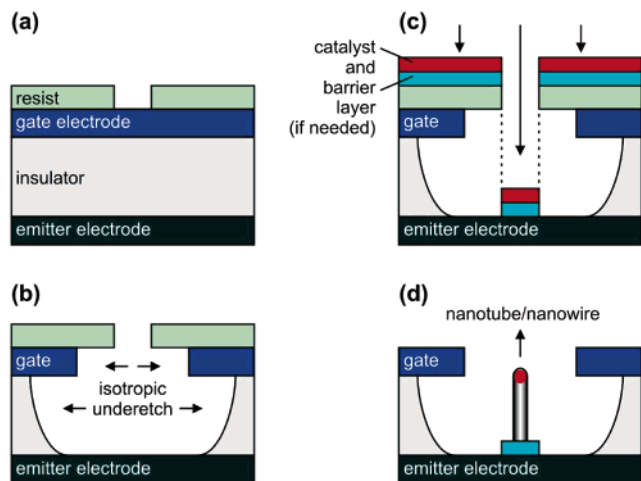 (a)
resist
gate electrode
insulator
emitter electrode
(b)
gate
isotropic
underetch
emitter electrode
(c)
catalyst
and
barrier
layer
(if needed)
gate
emitter electrode
(d)
nanotube/nanowire
gate
emitter electrode